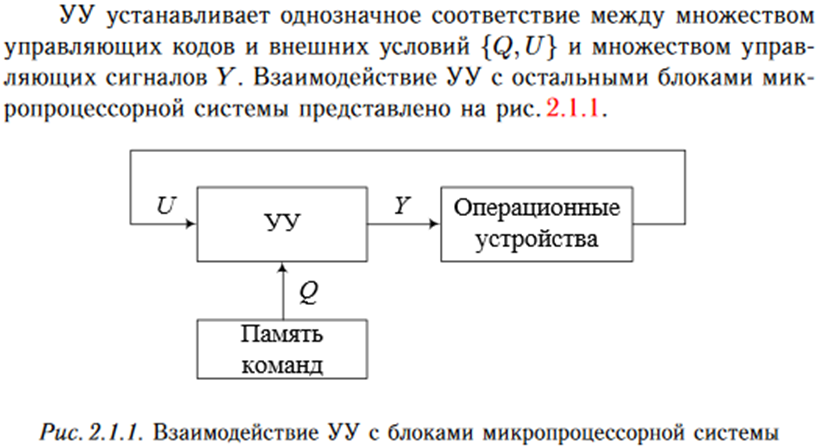 УУ устанавливает однозначное соответствие между множеством
управляющих кодов и внешних условий {Q, U} и множеством управ-
ляющих сигналов Y. Взаимодействие УУ с остальными блоками мик-
ропроцессорной системы представлено на рис. 2.1.1.
U
УУ
Y
Операционные
устройства
Q
Память
команд
Рис. 2.1.1. Взаимодействие УУ с блоками микропроцессорной системы